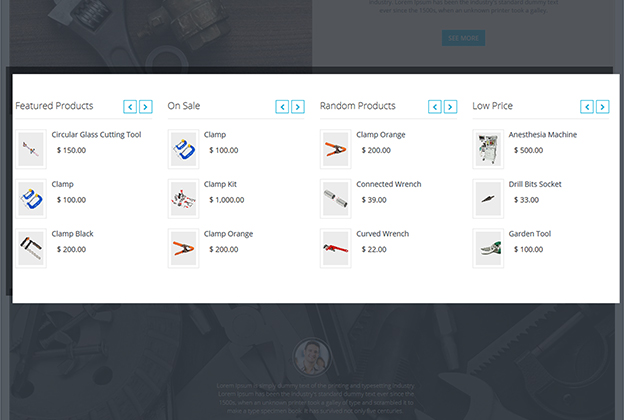 industry. Lorem Ipsum has been the industry's standard dummy text
ever since the 1500s, when an unknown printer took a galley.
SEE MORE
Featured Products
Circular Glass Cutting Tool
$ 150.00
Clamp
$ 100.00
Clamp Black
$ 200.00
On Sale
Clamp
$ 100.00
Clamp Kit
$ 1,000.00
Clamp Orange
$ 200.00
Random Products
Clamp Orange
$ 200.00
Connected Wrench
$ 39.00
Curved Wrench
$ 22.00
Low Price
Anesthesia Machine
$ 500.00
Drill Bits Socket
$ 33.00
Garden Tool
$ 100.00
Lorem Ipsum is simply dummy text of the printing and typesetting industry.
Lorem Ipsum has been the industry's standard dummy text ever since the
1500s, when an unknown printer took a galley of type and scrambled it to
make a type specimen book. It has survived not only five centuries.